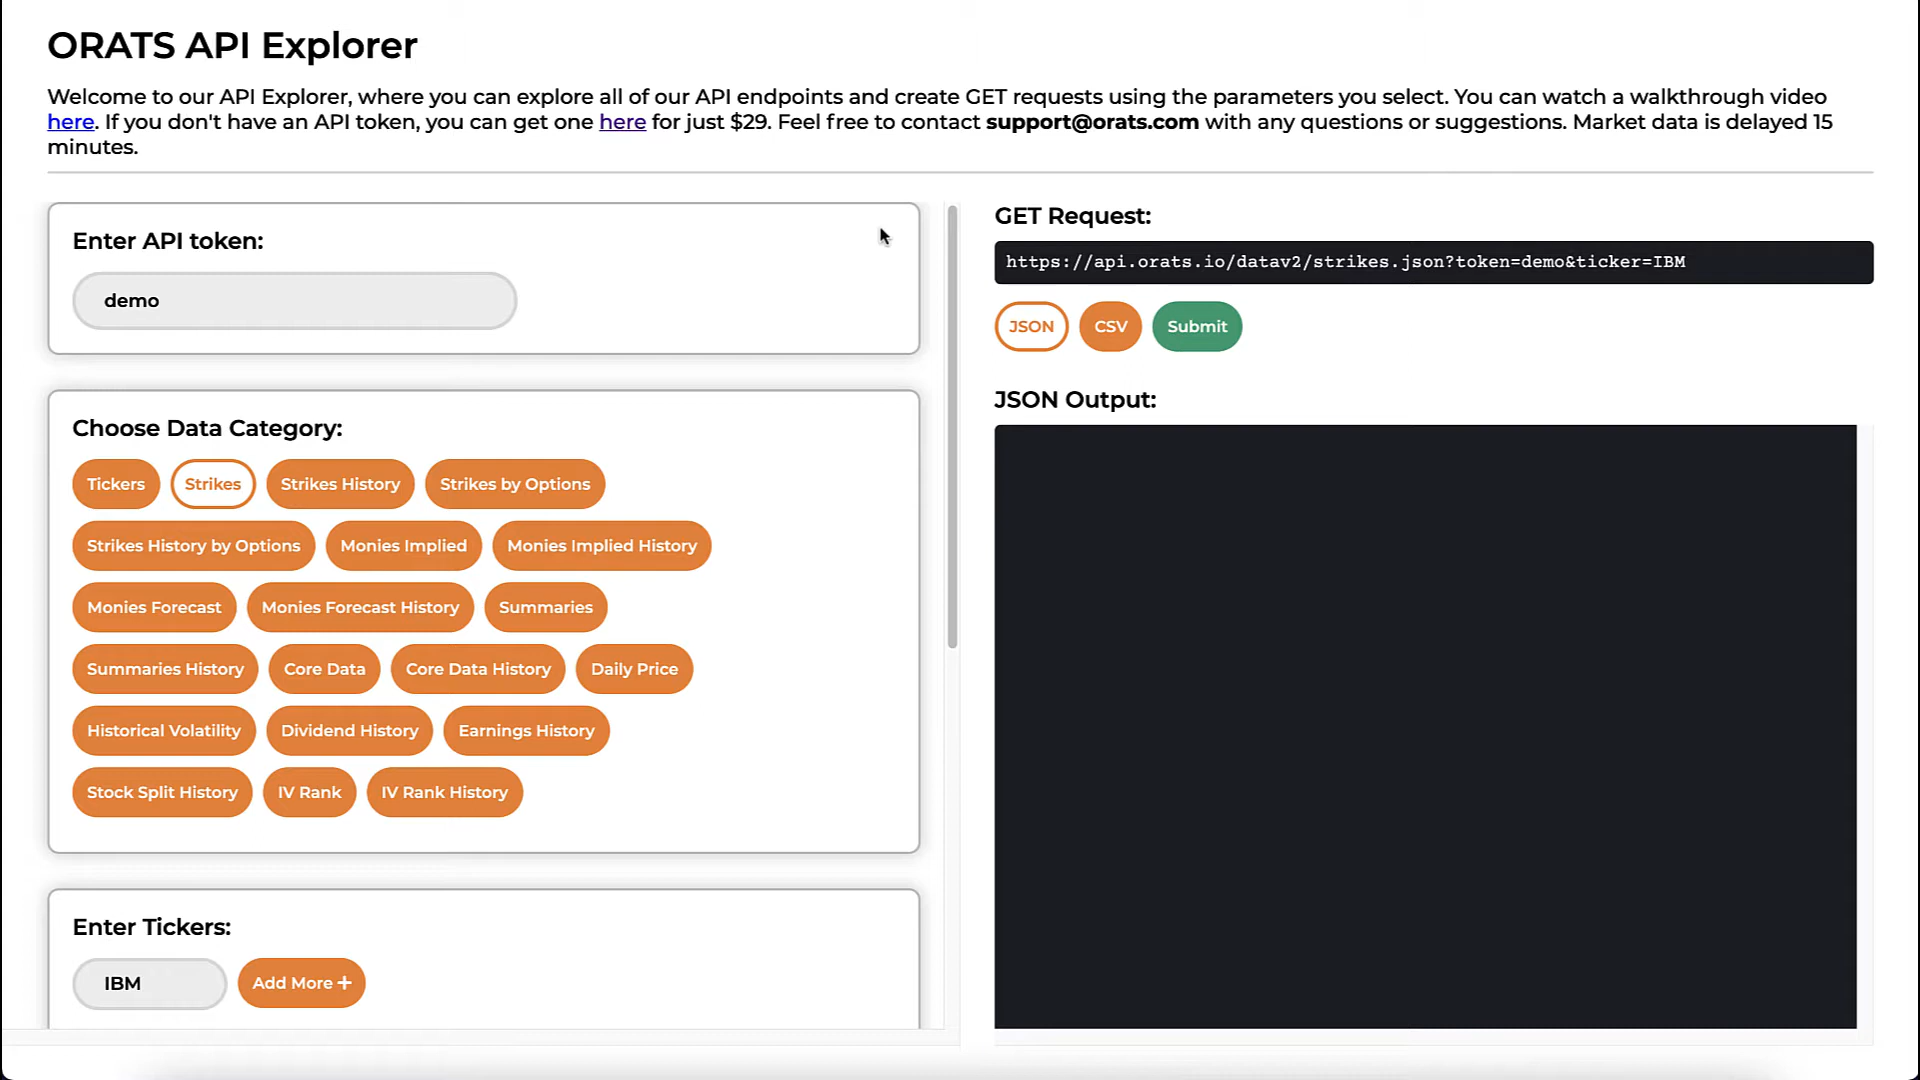 ORATS API Explorer
Welcome to our API Explorer, where you can explore all of our API endpoints and create GET requests using the parameters you select. You can watch a walkthrough video
here. If you don't have an API token, you can get one here for just $29. Feel free to contact support@orats.com with any questions or suggestions. Market data is delayed 15
minutes.
Enter API token:
demo
Choose Data Category:
Tickers Strikes Strikes History Strikes by Options
Strikes History by Options Monies Implied Monies Implied History
Monies Forecast Monies Forecast History Summaries
Summaries History Core Data Core Data History Daily Price
Historical Volatility Dividend History Earnings History
Stock Split History IV Rank IV Rank History
Enter Tickers:
IBM Add More +
GET Request:
https://api.orats.io/datav2/strikes.json?token=demo&ticker=IBM
JSON CSV Submit
JSON Output: